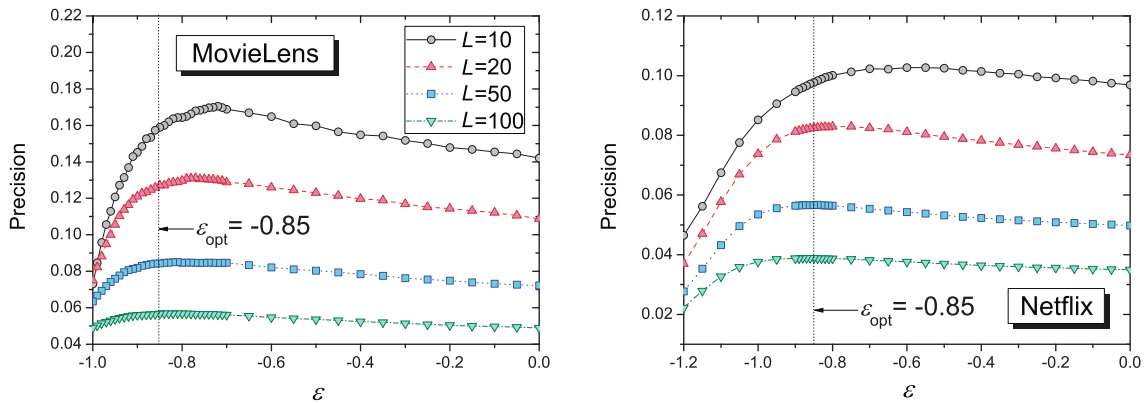 0.22
0.20
0.18
0.16
0.14
0.12
0.10
0.08
0.06
0.04
Precision
MovieLens
L=10
L=20
L=50
L=100
εopt = -0.85
-1.0 -0.8 -0.6 -0.4 -0.2 0.0
ε
0.12
0.10
0.08
0.06
0.04
0.02
Precision
εopt = -0.85
Netflix
-1.2 -1.0 -0.8 -0.6 -0.4 -0.2 0.0
ε